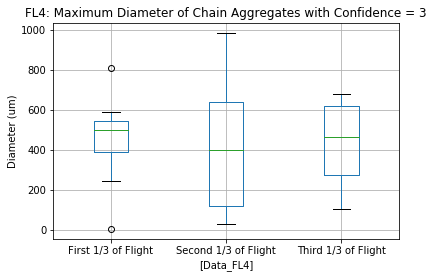 FL4: Maximum Diameter of Chain Aggregates with Confidence = 3
1000
800
600
400
200
0
Diameter (um)
First 1/3 of Flight
Second 1/3 of Flight
Third 1/3 of Flight
[Data_FL4]